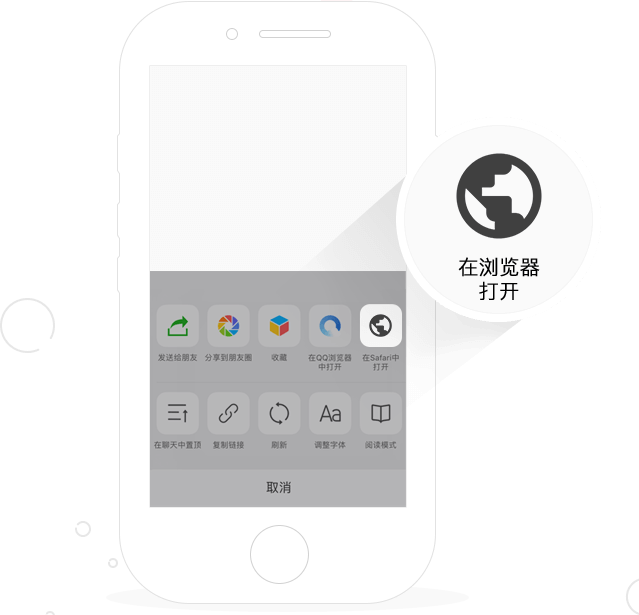 在浏览器
打开
发送给朋友
分享到朋友圈
收藏
在QQ浏览器
中打开
在Safari中
打开
Aa
在聊天中置顶
复制链接
刷新
调整字体
阅读模式
取消